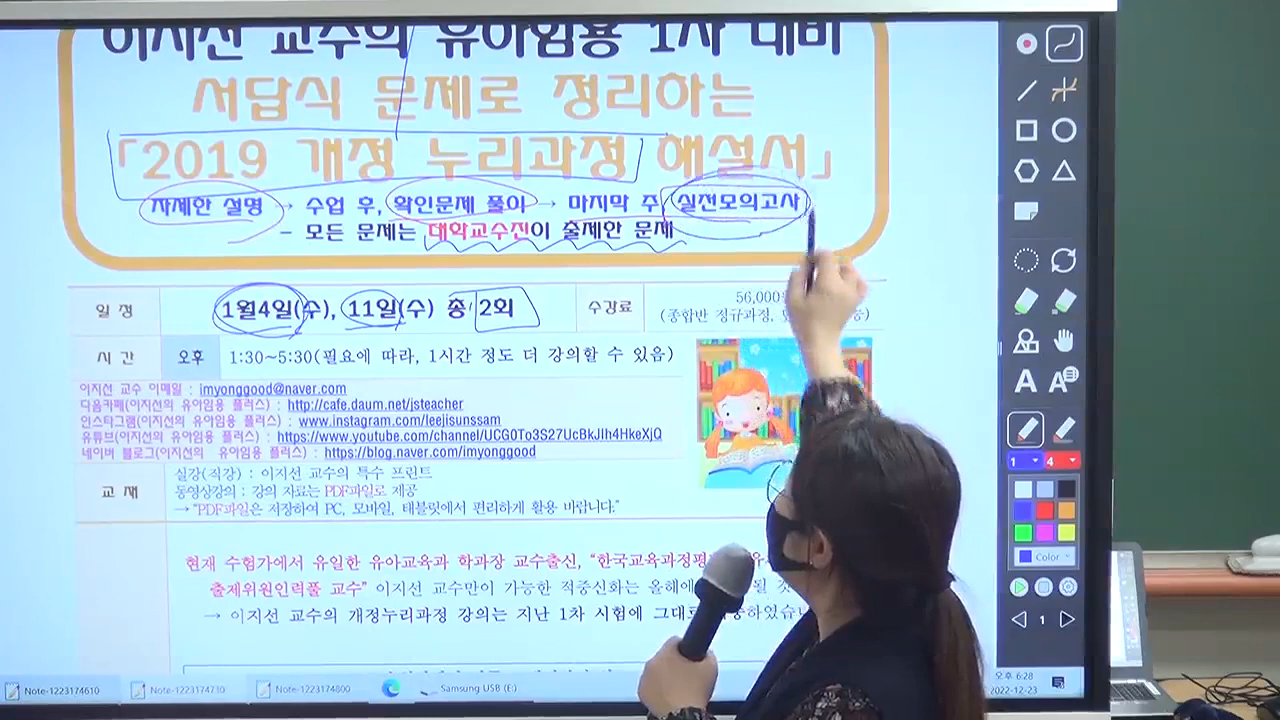 이지선 교수의 유아임용 1차 대비
서답식 문제로 정리하는
「2019 개정 누리과정 해설서」
자세한 설명 → 수업 후, 확인문제 풀이 → 마지막 주, 실전모의고사
- 모든 문제는 대학교수진이 출제한 문제
일 정 1월4일(수), 11일(수) 총 2회 수강료 56,000
(종합반 정규과정,
시 간 오후 1:30~5:30(필요에 따라, 1시간 정도 더 강의할 수 있음)
이지선 교수 이메일 : imyonggood@naver.com
다음카페(이지선의 유아임용 플러스) : http://cafe.daum.net/jsteacher
인스타그램(이지선의 유아임용 플러스) : www.instagram.com/leejisunssam
유튜브(이지선의 유아임용 플러스) : https://www.youtube.com/channel/UCG0To3S27UcBkJIh4HkeXjQ
네이버 블로그(이지선의 유아임용 플러스) : https://blog.naver.com/imyonggood
교 재 실강(직강) : 이지선 교수의 특수 프린트
동영상강의 : 강의 자료는 PDF파일로 제공
→ "PDF파일은 저장하여 PC, 모바일, 태블릿에서 편리하게 활용 바랍니다."
현재 수험가에서 유일한 유아교육과 학과장 교수출신, "한국교육과정평
출제위원인력풀 교수" 이지선 교수만이 가능한 적중신화는 올해에 될 것
→ 이지선 교수의 개정누리과정 강의는 지난 1차 시험에 그대로
A A
1 4
Color
1
Note-1223174610 Note-1223174730 Note-1223174800 Samsung USB (E:) 오후 6:28
2022-12-23